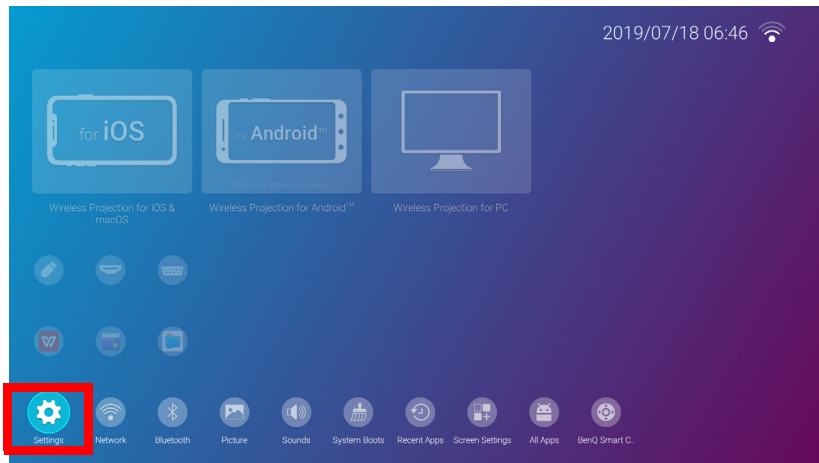 2019/07/18 06:46
for iOS
for Android™
Wireless Projection for iOS &
macOS
Wireless Projection for Android™
Wireless Projection for PC
W
Settings
Network
Bluetooth
Picture
Sounds
System Boots
Recent Apps
Screen Settings
All Apps
BenQ Smart C..